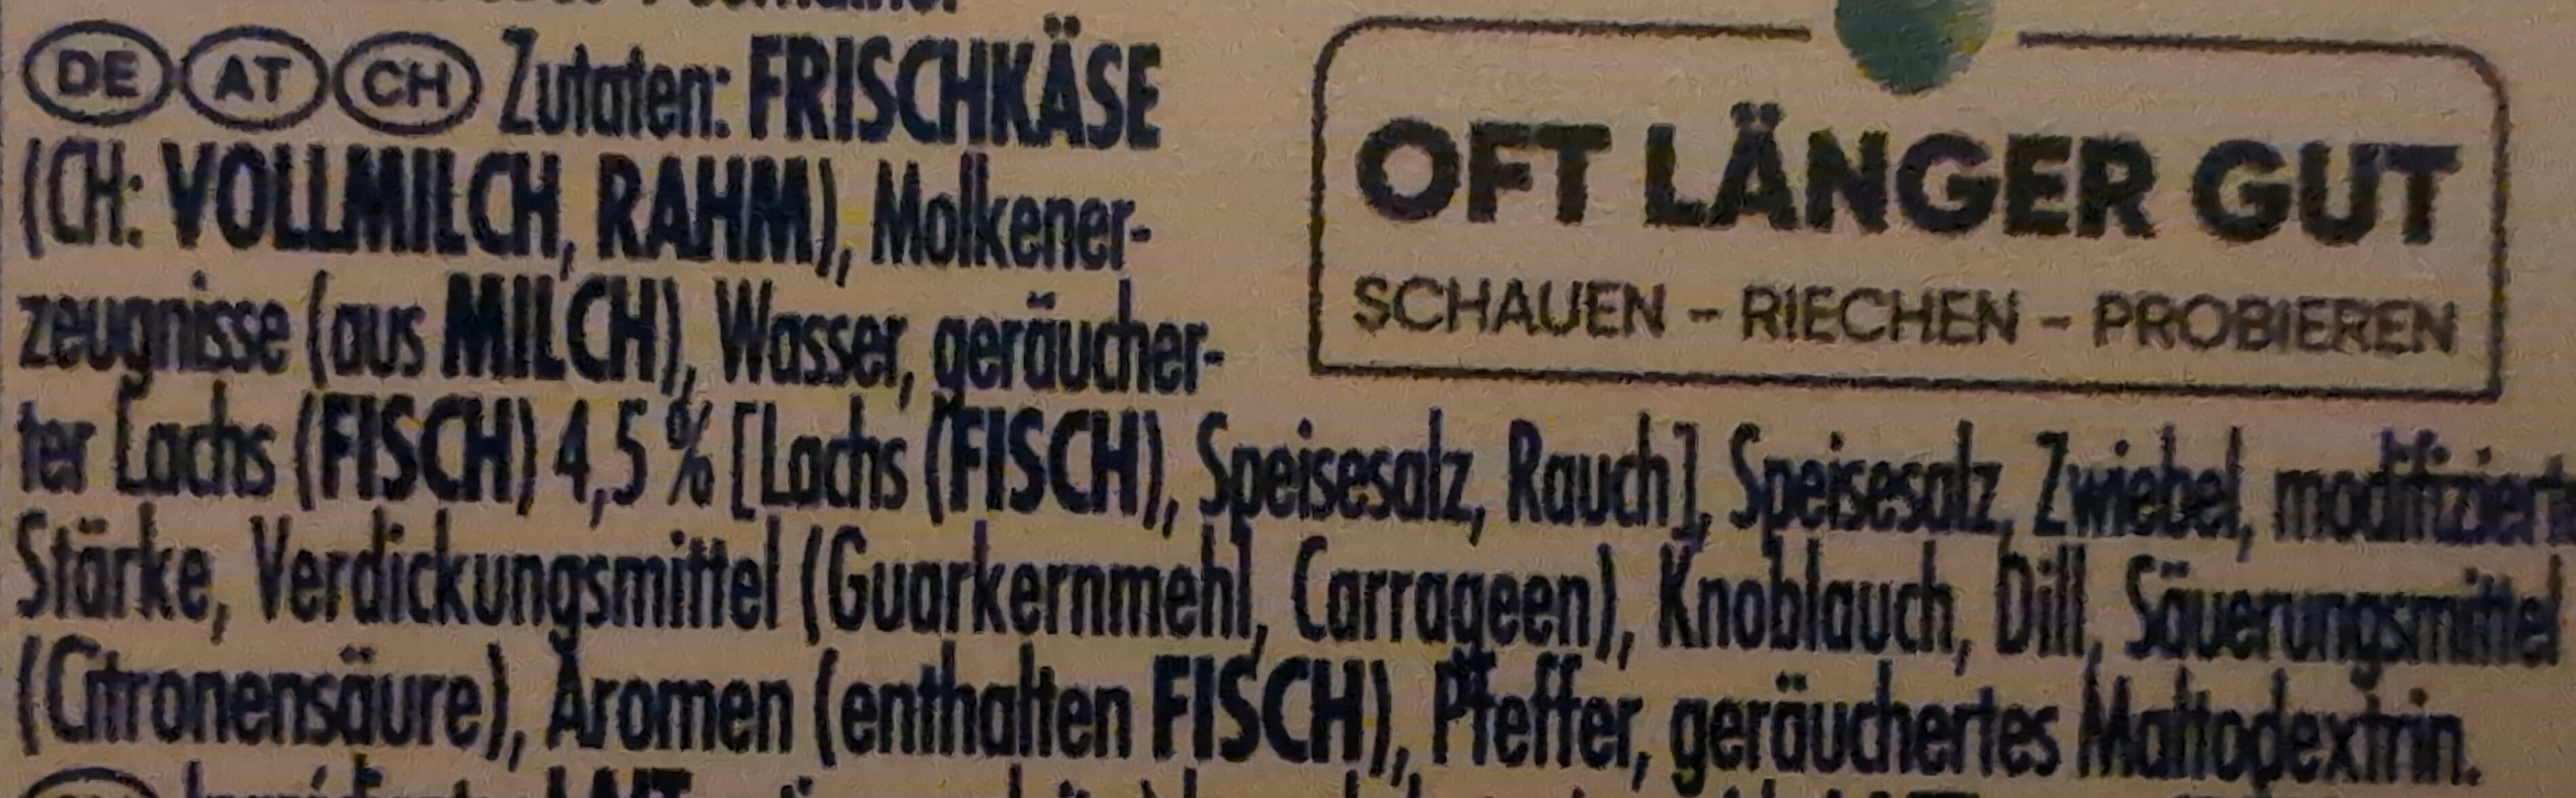 DE AT CH Zutaten: FRISCHKÄSE
(CH: VOLLMILCH, RAHM), Molkener-
zeugnisse (aus MILCH), Wasser, geräucher-
ter Lachs (FISCH) 4,5 % [Lachs (FISCH), Speisesalz, Rauch], Speisesalz, Zwiebel, modifiziert
Stärke, Verdickungsmittel (Guarkernmehl, Carrageen), Knoblauch, Dill, Säuerungsmittel
(Citronensäure), Aromen (enthalten FISCH), Pfeffer, geräuchertes Maltodextrin.
OFT LÄNGER GUT
SCHAUEN - RIECHEN - PROBIEREN